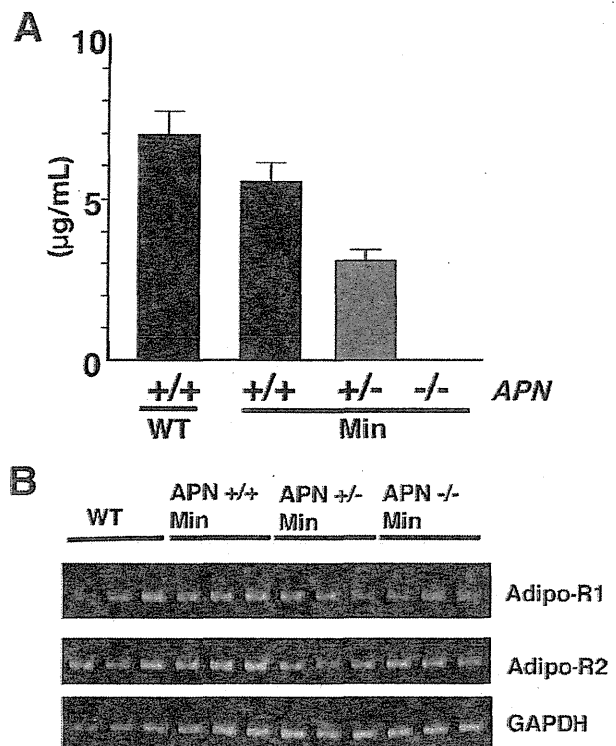 A
10
5
0
(µg/mL)
+/+ +/+ +/- -/- APN
WT Min
B
WT APN +/+ Min APN +/- Min APN -/- Min
Adipo-R1
Adipo-R2
GAPDH